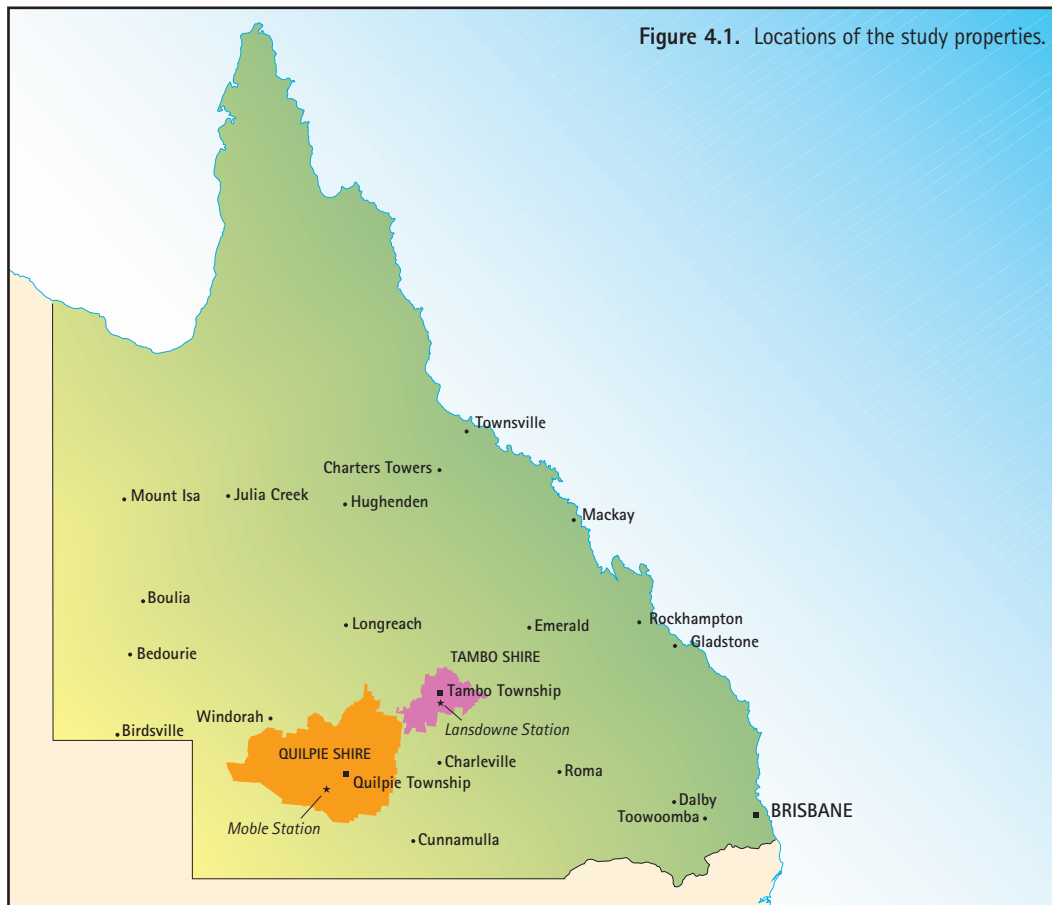 Figure 4.1. Locations of the study properties.
Townsville
Charters Towers
Mount Isa
Julia Creek
Hughenden
Mackay
Boulia
Longreach
Emerald
Rockhampton
Gladstone
Bedourie
TAMBO SHIRE
Tambo Township
Windorah
Lansdowne Station
Birdsville
QUILPIE SHIRE
Charleville
Roma
Quilpie Township
Moble Station
Dalby
Toowoomba
BRISBANE
Cunnamulla